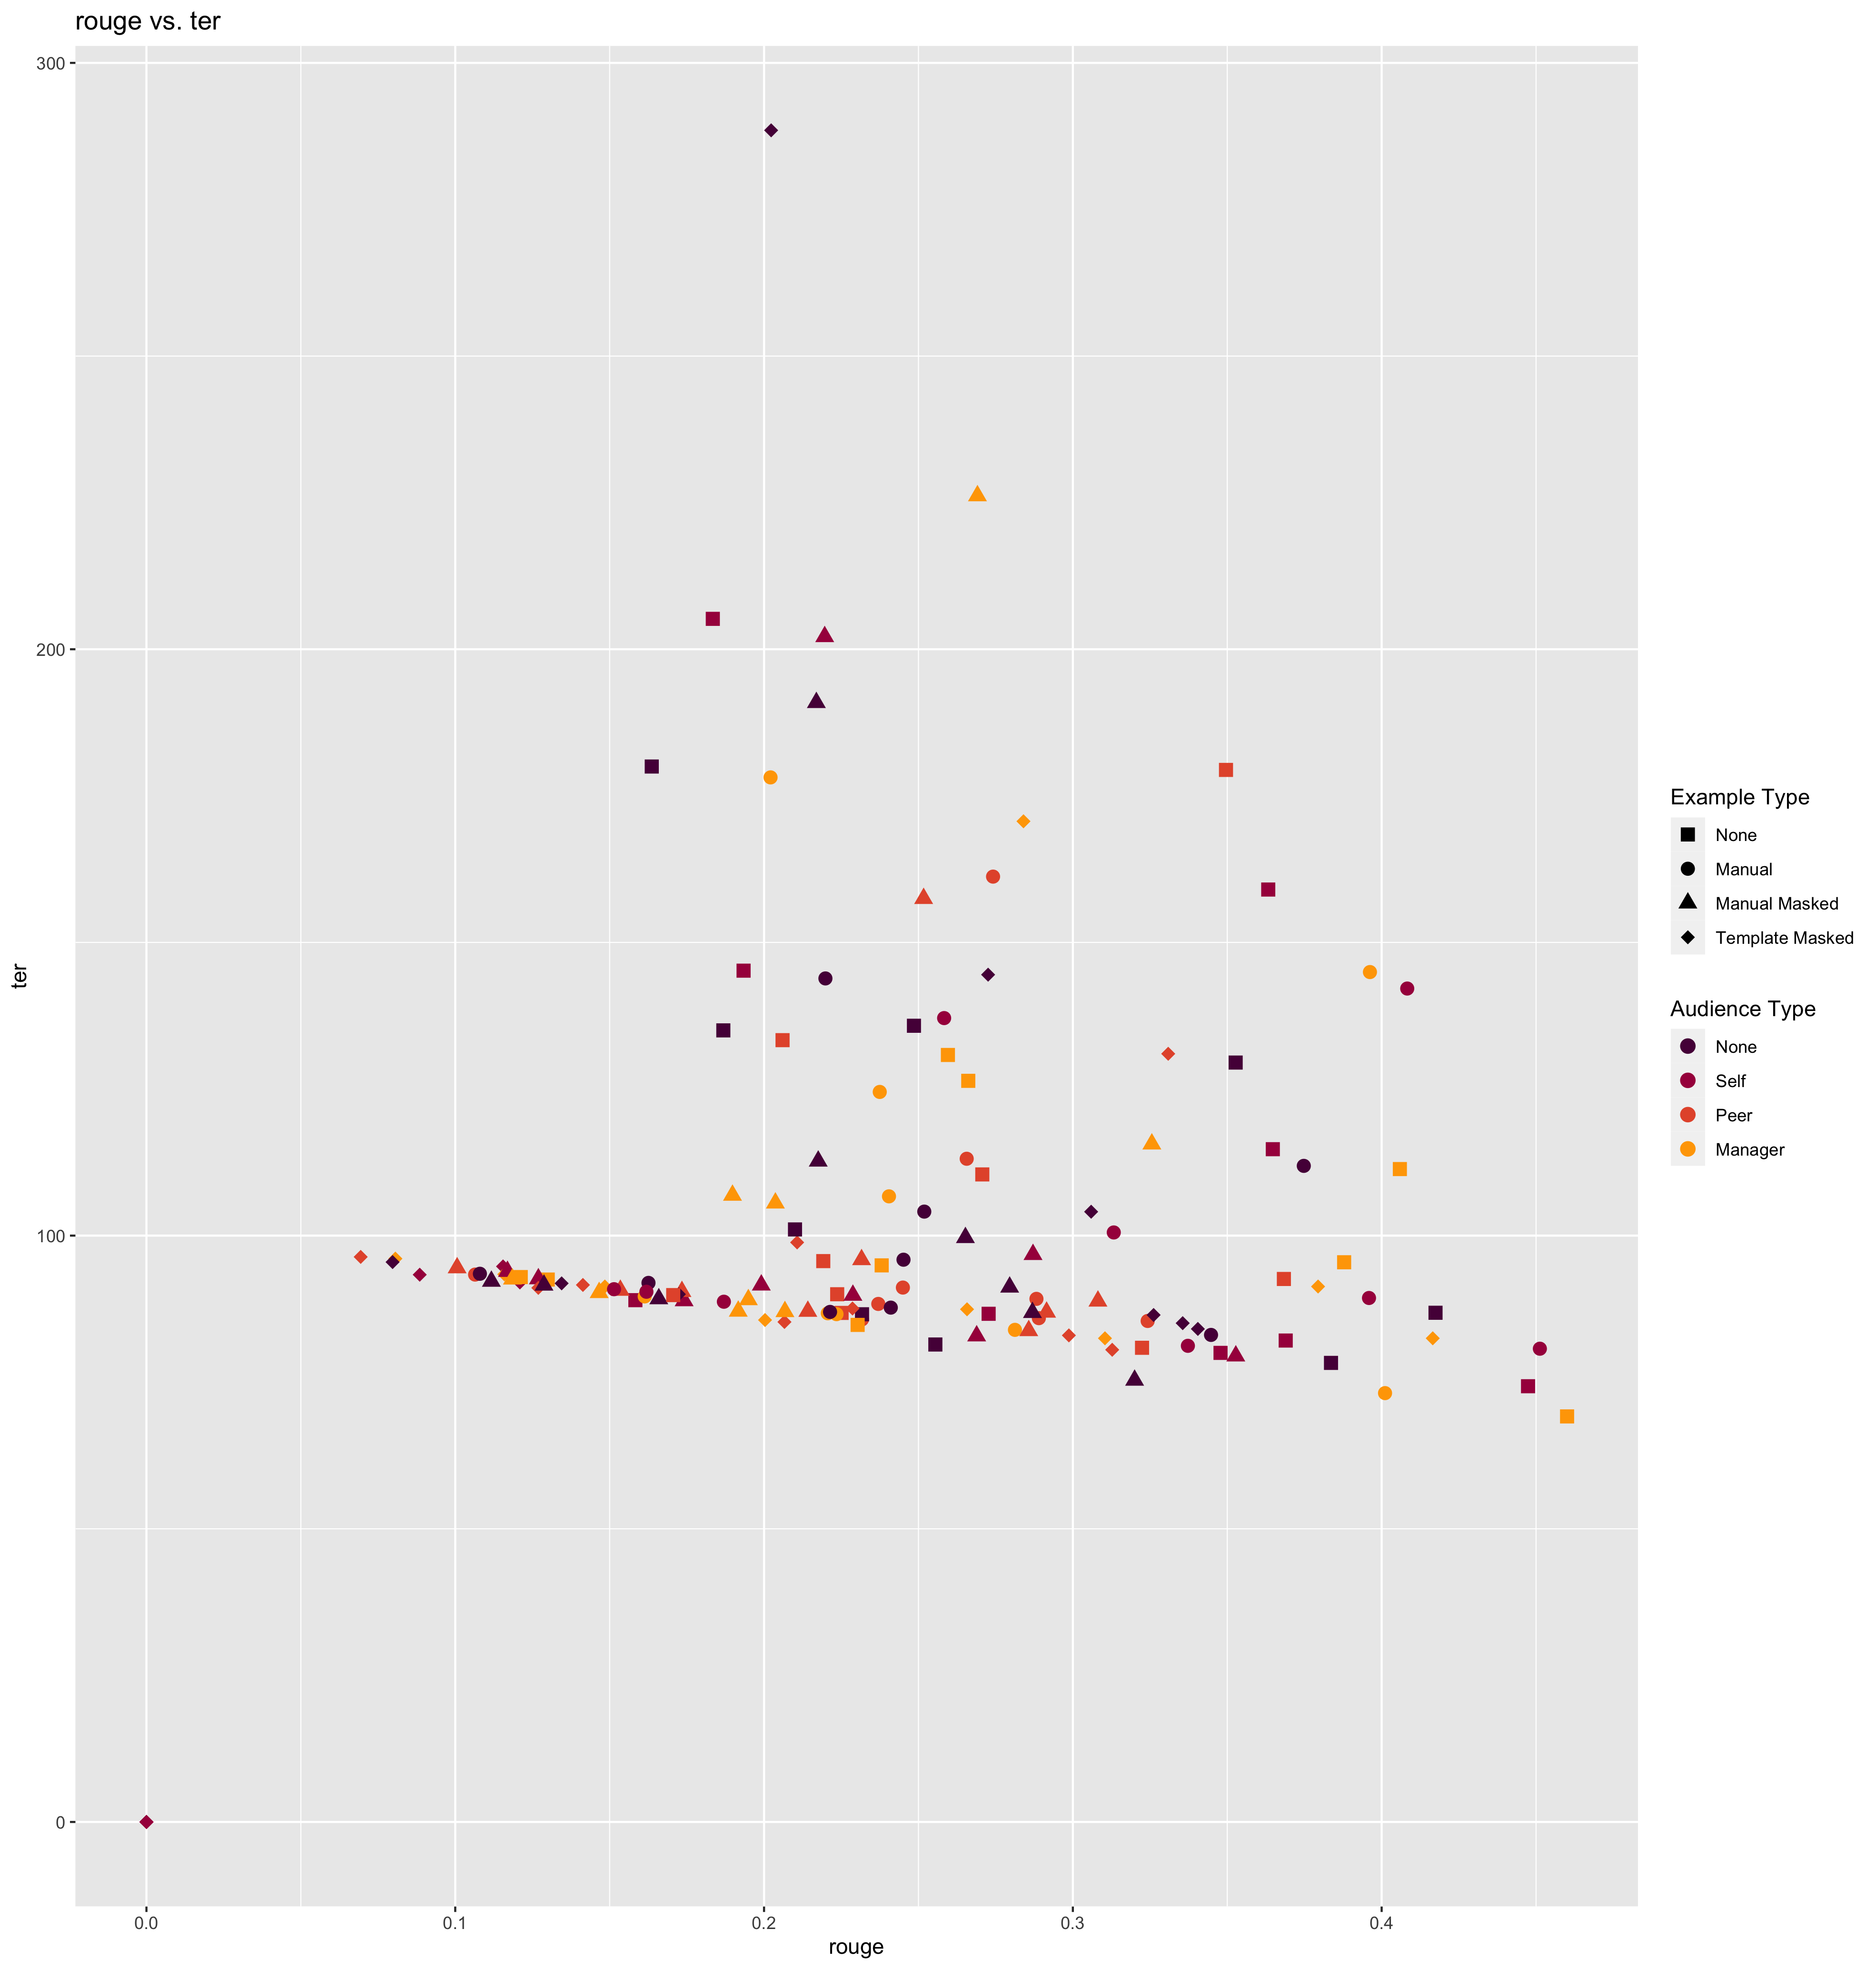 rouge vs. ter
300
200
100
0
ter
0.0
0.1
0.2
0.3
0.4
rouge
Example Type
None
Manual
Manual Masked
Template Masked
Audience Type
None
Self
Peer
Manager